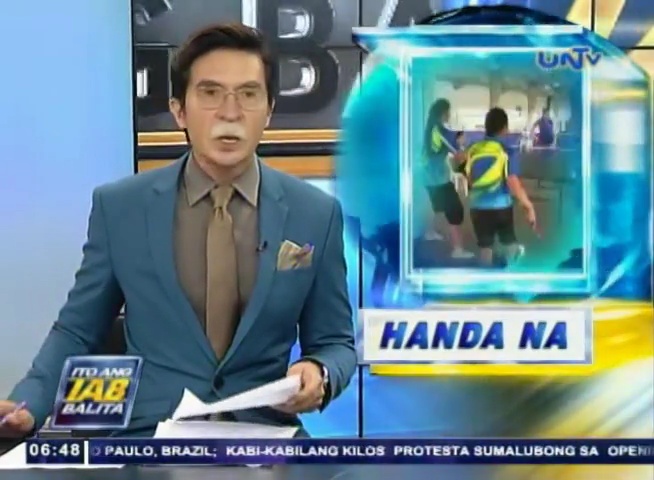 UNTV
HANDA NA
ITO ANG
IAB
BALITA
06:48
O PAULO, BRAZIL; KABI-KABILANG KILOS PROTESTA SUMALUBONG SA OPENI